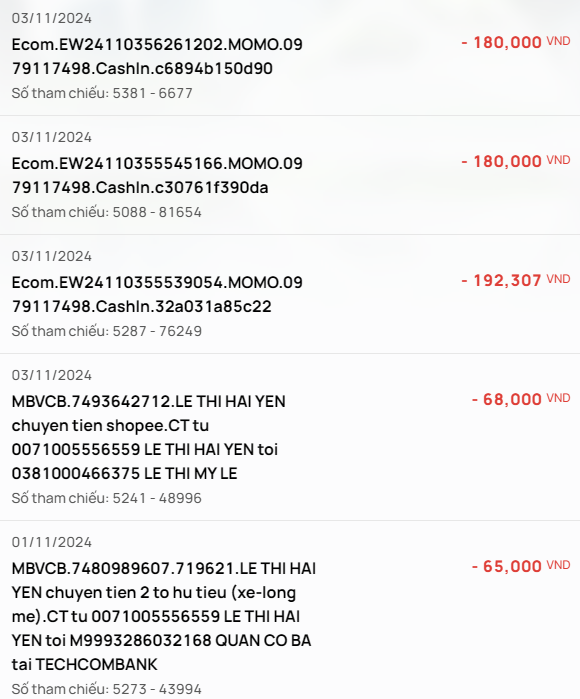 03/11/2024
Ecom.EW24110356261202.MOMO.09
- 180,000 VND
79117498.CashIn.c6894b150d90
Số tham chiếu: 5381 - 6677
03/11/2024
Ecom.EW24110355545166.MOMO.09
- 180,000 VND
79117498.CashIn.c30761f390da
Số tham chiếu: 5088 - 81654
03/11/2024
Ecom.EW24110355539054.MOMO.09
- 192,307 VND
79117498.CashIn.32a031a85c22
Số tham chiếu: 5287 - 76249
03/11/2024
MBVCB.7493642712.LE THI HAI YEN
- 68,000 VND
chuyen tien shopee.CT tu
0071005556559 LE THI HAI YEN toi
0381000466375 LE THI MY LE
Số tham chiếu: 5241 - 48996
01/11/2024
MBVCB.7480989607.719621.LE THI HAI
- 65,000 VND
YEN chuyen tien 2 to hu tieu (xe-long
me).CT tu 0071005556559 LE THI HAI
YEN toi M9993286032168 QUAN CO BA
tai TECHCOMBANK
Số tham chiếu: 5273 - 43994